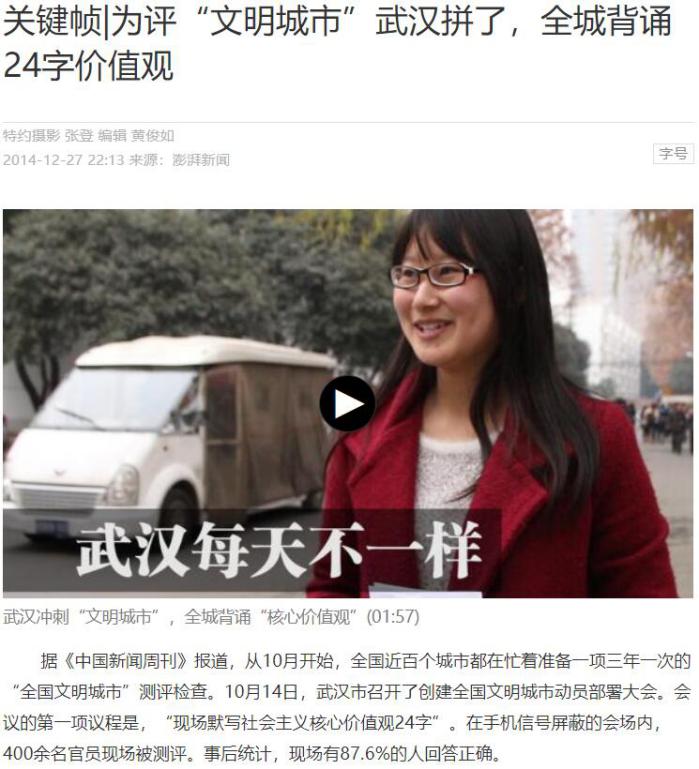 关键帧|为评“文明城市”武汉拼了，全城背诵
24字价值观
特约摄影 张登 编辑 黄俊如
2014-12-27 22:13 来源：澎湃新闻
字号
武汉每天不一样
武汉冲刺“文明城市”，全城背诵“核心价值观”(01:57)
据《中国新闻周刊》报道，从10月开始，全国近百个城市都在忙着准备一项三年一次的
“全国文明城市”测评检查。10月14日，武汉市召开了创建全国文明城市动员部署大会。会
议的第一项议程是，“现场默写社会主义核心价值观24字”。在手机信号屏蔽的会场内，
400余名官员现场被测评。事后统计，现场有87.6%的人回答正确。